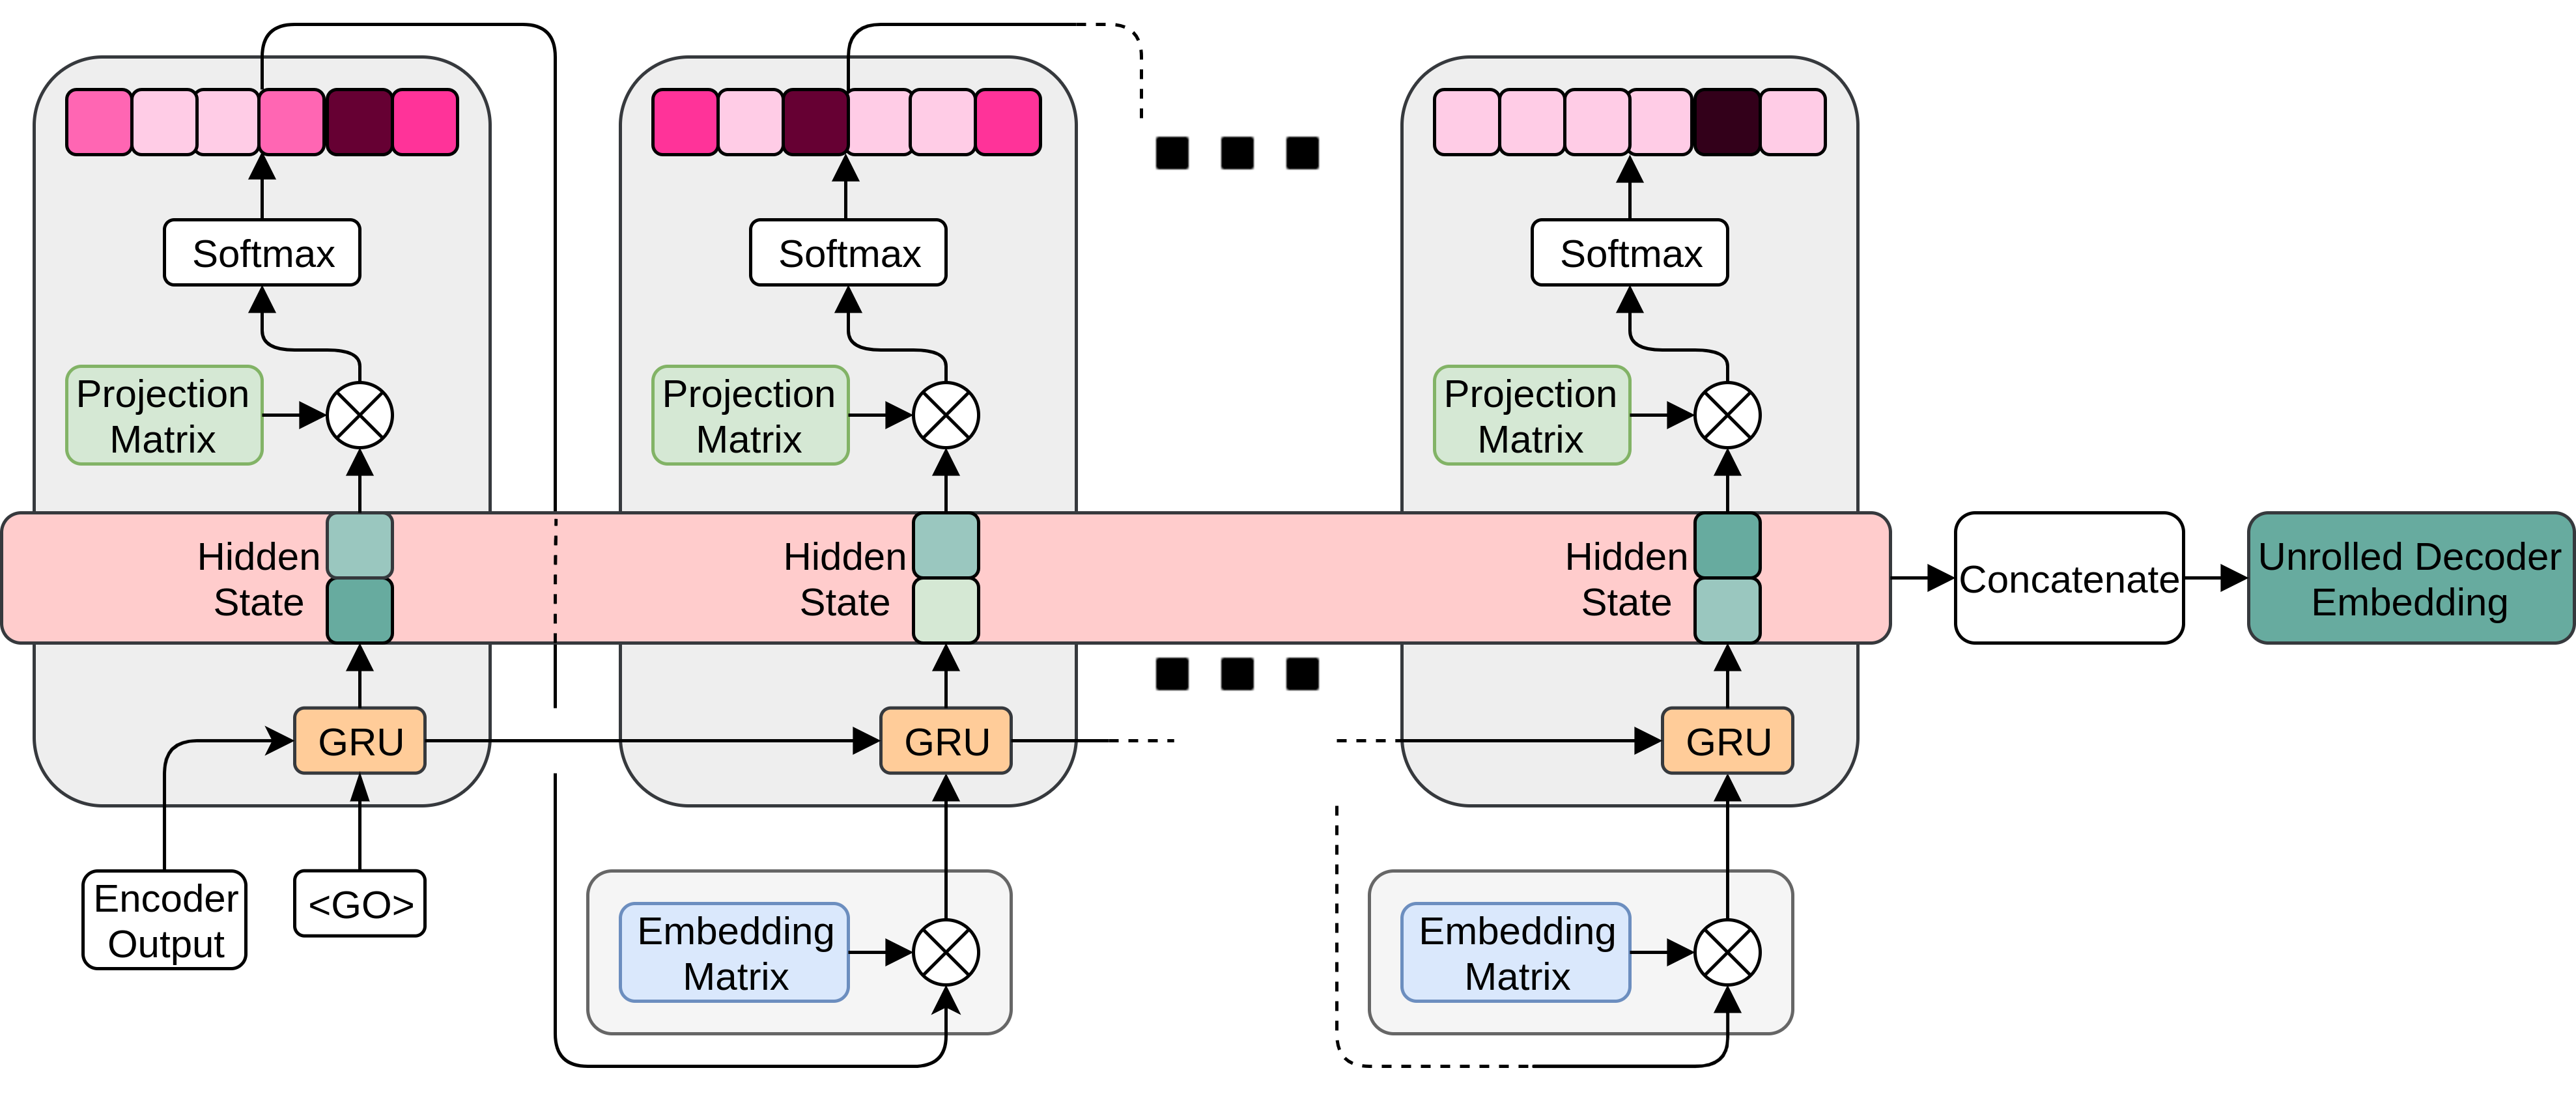 Softmax
Softmax
Softmax
Projection
Matrix
Projection
Matrix
Projection
Matrix
Hidden
State
Hidden
State
Hidden
State
Concatenate
Unrolled Decoder
Embedding
GRU
GRU
GRU
Encoder
Output
<GO>
Embedding
Matrix
Embedding
Matrix